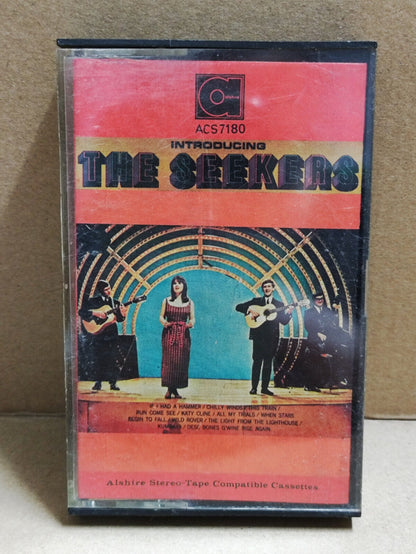 a
ACS7180
INTRODUCING
THE SEEKERS
IF I HAD A HAMMER / CHILLY WINDS / THIS TRAIN /
RUN COME SEE / KATY CLINE / ALL MY TRIALS / WHEN STARS
BEGIN TO FALL / WILD ROVER / THE LIGHT FROM THE LIGHTHOUSE /
KUMBAYA / DESE BONES G'WINE RISE AGAIN
Alshire Stereo-Tape Compatible Cassettes